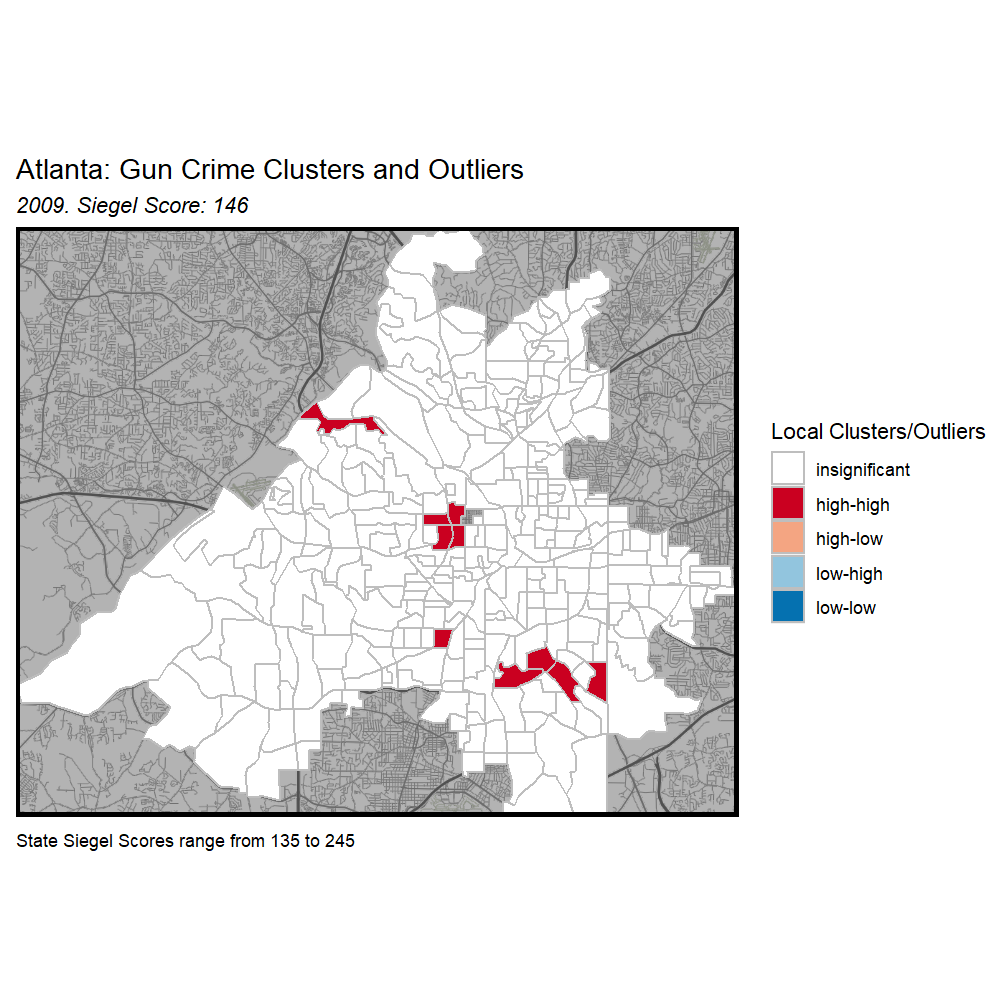 Atlanta: Gun Crime Clusters and Outliers
2009. Siegel Score: 146
Local Clusters/Outliers
insignificant
high-high
high-low
low-high
low-low
State Siegel Scores range from 135 to 245